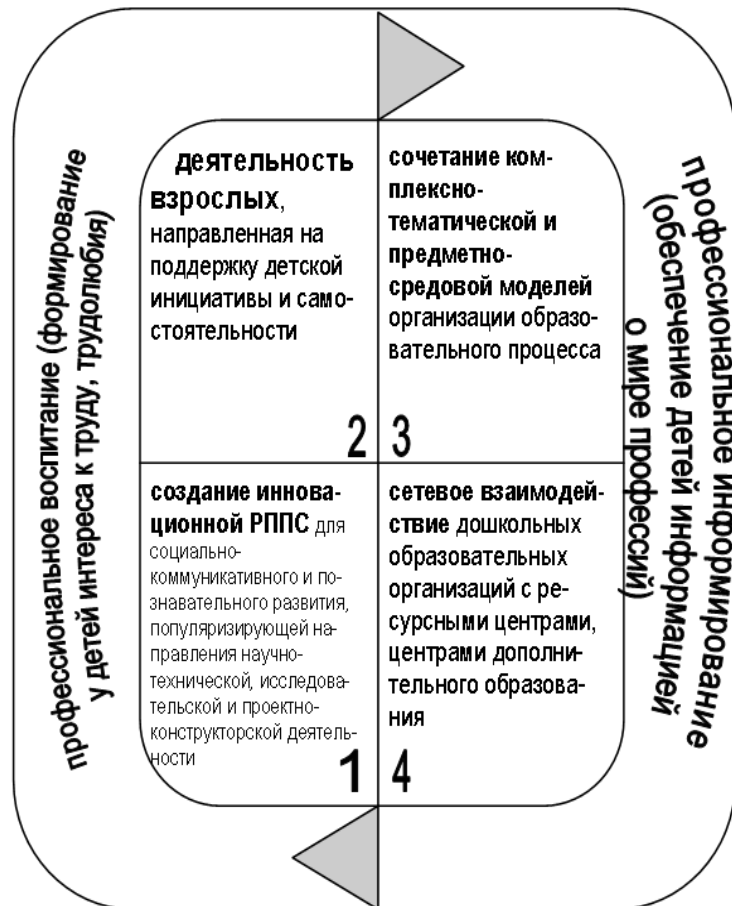 профессиональное воспитание (формирование
у детей интереса к труду, трудолюбия)
деятельность
взрослых,
направленная на
поддержку детской
инициативы и само-
стоятельности
2
сочетание ком-
плексно-
тематической и
предметно-
средовой моделей
организации образо-
вательного процесса
3
создание иннова-
ционной РППС для
социально-
коммуникативного и по-
знавательного развития,
популяризирующей на-
правления научно-
технической, исследова-
тельской и проектно-
конструкторской деятель-
ности
1
сетевое взаимодей-
ствие дошкольных
образовательных
организаций с ре-
сурсными центрами,
центрами дополни-
тельного образова-
ния
4
профессиональное информирование
(обеспечение детей информацией
о мире профессий)